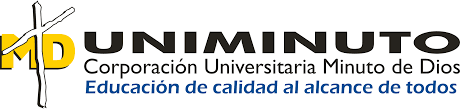 MD UNIMINUTO
Corporación Universitaria Minuto de Dios
Educación de calidad al alcance de todos